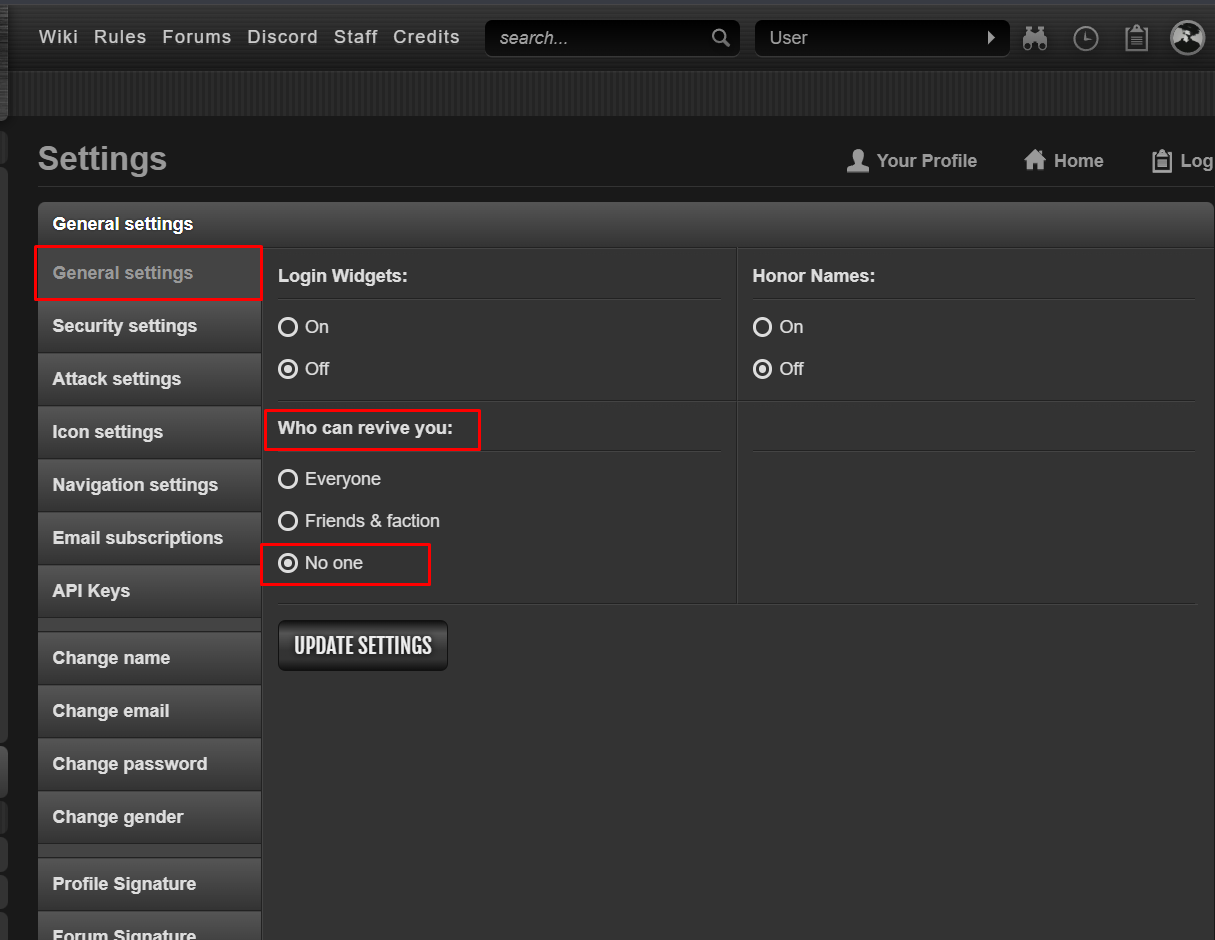 Wiki Rules Forums Discord Staff Credits search... User
Settings
Your Profile Home Log
General settings
General settings
Security settings
Attack settings
Icon settings
Navigation settings
Email subscriptions
API Keys
Change name
Change email
Change password
Change gender
Profile Signature
Forum Signature
Login Widgets:
On
Off
Honor Names:
On
Off
Who can revive you:
Everyone
Friends & faction
No one
UPDATE SETTINGS